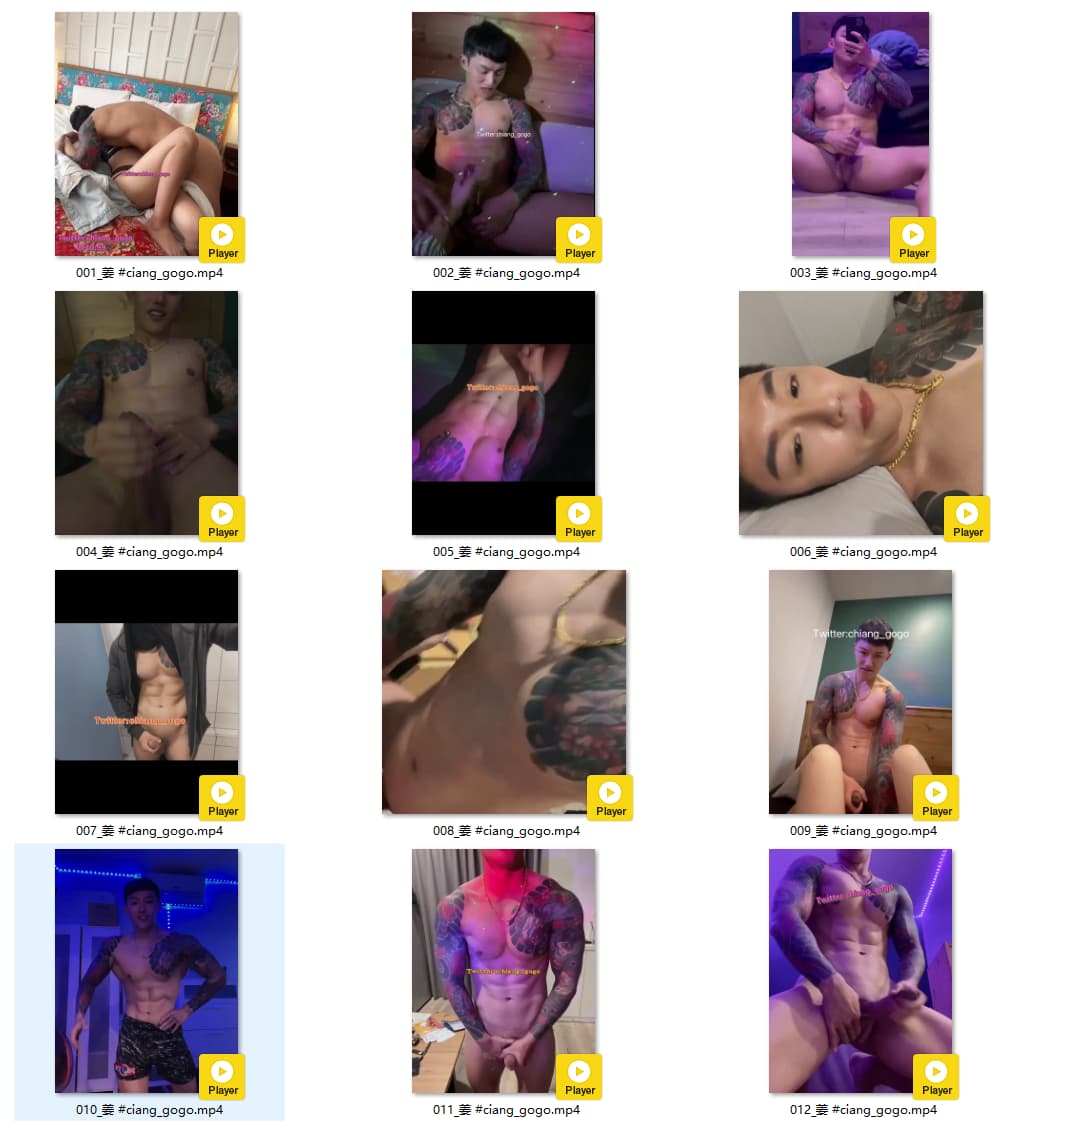 Twitter:chiang_gogo
Player
Player
Player
001_姜 #ciang_gogo.mp4
002_姜 #ciang_gogo.mp4
003_姜 #ciang_gogo.mp4
Twitter:chiang_gogo
Player
Player
Player
004_姜 #ciang_gogo.mp4
005_姜 #ciang_gogo.mp4
006_姜 #ciang_gogo.mp4
Twitter:chiang_gogo
Twitter:chiang_gogo
Player
Player
Player
007_姜 #ciang_gogo.mp4
008_姜 #ciang_gogo.mp4
009_姜 #ciang_gogo.mp4
Twitter:chiang_gogo
Twitter:chiang_gogo
Player
Player
Player
010_姜 #ciang_gogo.mp4
011_姜 #ciang_gogo.mp4
012_姜 #ciang_gogo.mp4